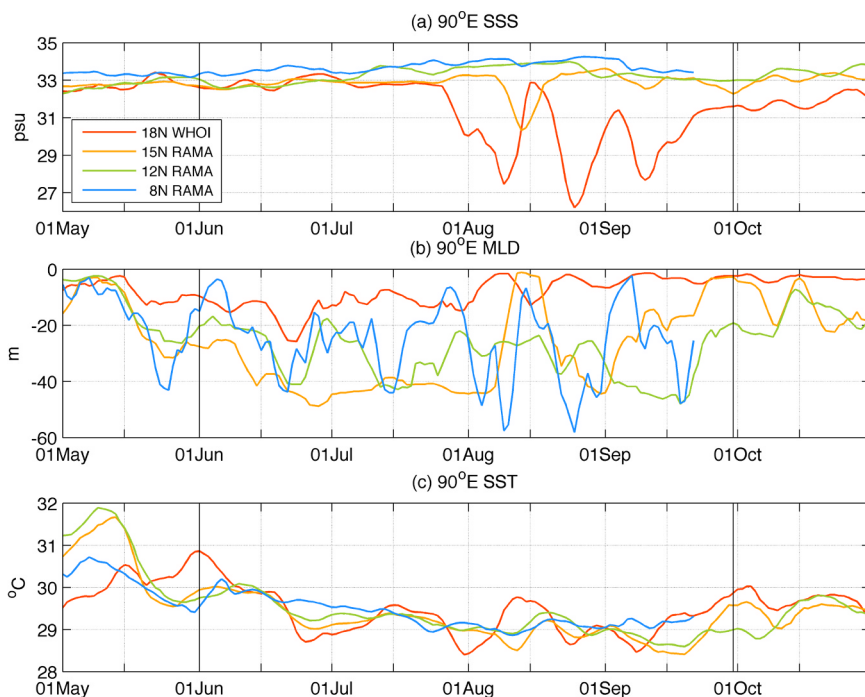 (a) 90°E SSS
35
33
31
29
27
psu
18N WHOI
15N RAMA
12N RAMA
8N RAMA
01May 01Jun 01Jul 01Aug 01Sep 01Oct
(b) 90°E MLD
0
-20
-40
-60
m
01May 01Jun 01Jul 01Aug 01Sep 01Oct
(c) 90°E SST
32
31
30
29
28
°C
01May 01Jun 01Jul 01Aug 01Sep 01Oct